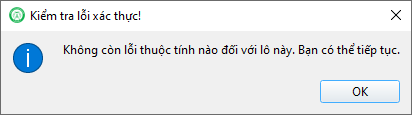 Kiểm tra lỗi xác thực!
Không còn lỗi thuộc tính nào đối với lô này. Bạn có thể tiếp tục.
OK